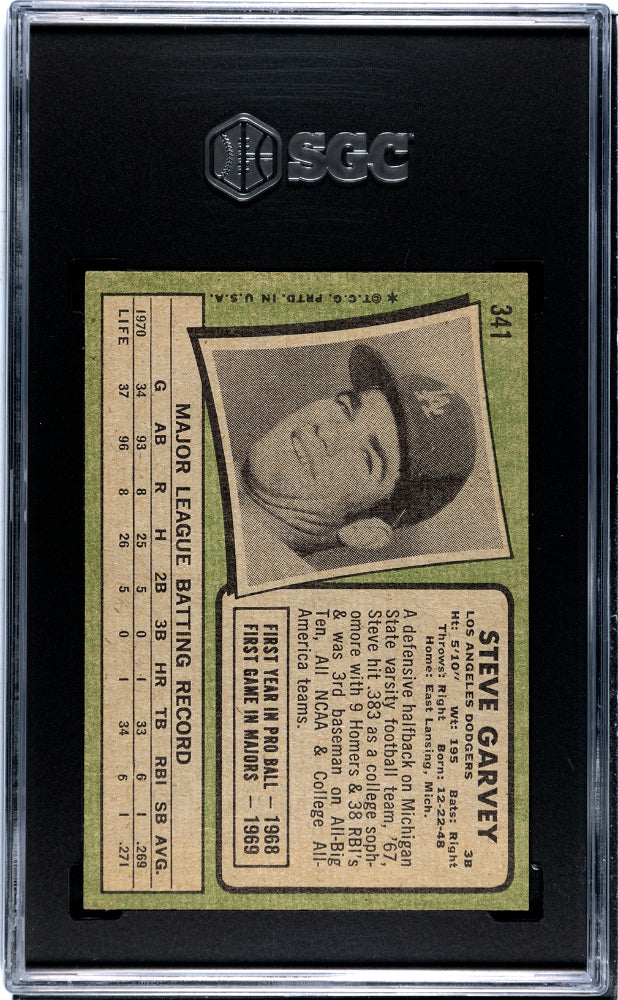 SGC
341
STEVE GARVEY
LOS ANGELES DODGERS 3B
Ht: 5'10" Wt: 195 Bats: Right
Throws: Right Born: 12-22-48
Home: East Lansing, Mich.
A defensive halfback on Michigan
State varsity football team, '67,
Steve hit .383 as a college soph-
omore with 9 Homers & 38 RBI's
& was 3rd baseman on All-Big
Ten, All NCAA & College All-
America teams.
FIRST YEAR IN PRO BALL — 1968
FIRST GAME IN MAJORS — 1969
MAJOR LEAGUE BATTING RECORD
G AB R H 2B 3B HR TB RBI SB AVG.
1970 34 93 8 25 5 0 1 33 6 1 .269
LIFE 37 96 8 26 5 0 1 34 6 1 .271
★©T.C.G. PRTD. IN U.S.A.
LA